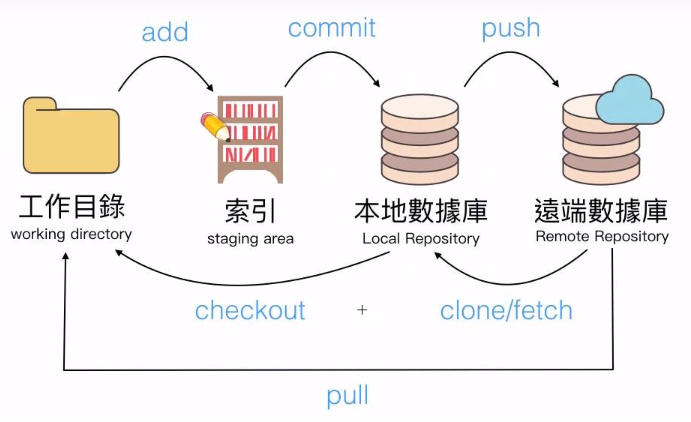 add
commit
push
工作目錄
working directory
索引
staging area
本地數據庫
Local Repository
遠端數據庫
Remote Repository
checkout + clone/fetch
pull